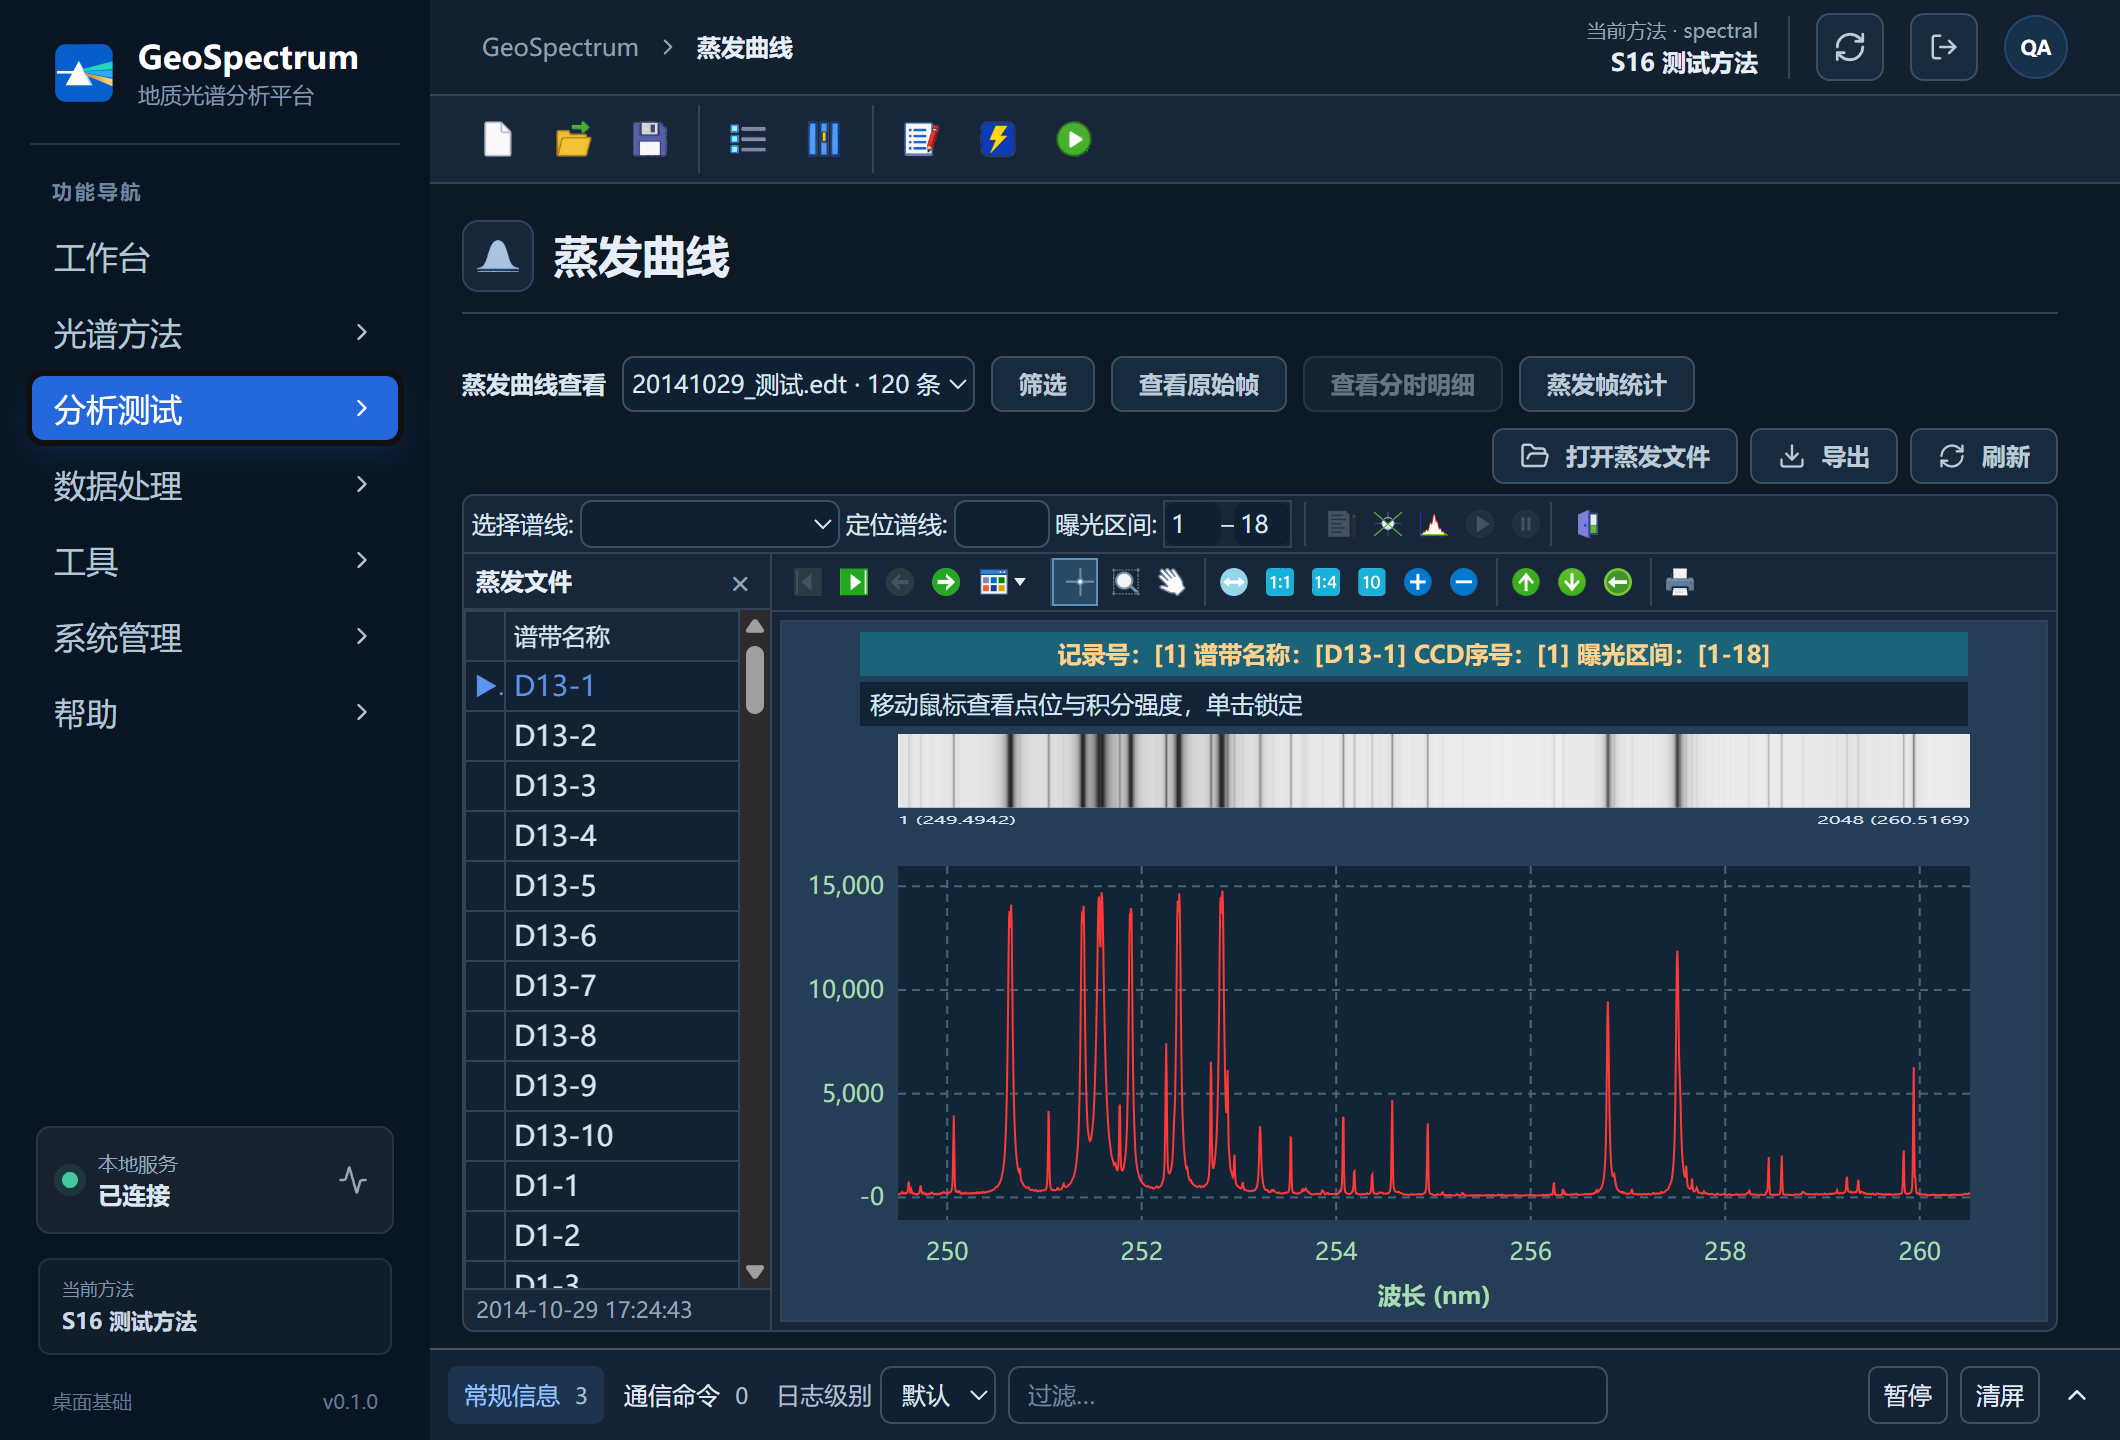 GeoSpectrum
地质光谱分析平台
功能导航
工作台
光谱方法
分析测试
数据处理
工具
系统管理
帮助
本地服务
已连接
当前方法
S16 测试方法
桌面基础 v0.1.0
GeoSpectrum > 蒸发曲线
当前方法 · spectral
S16 测试方法
QA
蒸发曲线
蒸发曲线查看 20141029_测试.edt · 120 条 筛选 查看原始帧 查看分时明细 蒸发帧统计
打开蒸发文件 导出 刷新
选择谱线: 定位谱线: 曝光区间: 1 – 18
蒸发文件 ×
1:1 1:4 10
谱带名称
D13-1
D13-2
D13-3
D13-4
D13-5
D13-6
D13-7
D13-8
D13-9
D13-10
D1-1
D1-2
D1-3
2014-10-29 17:24:43
记录号：[1] 谱带名称：[D13-1] CCD序号：[1] 曝光区间：[1-18]
移动鼠标查看点位与积分强度，单击锁定
1 (249.4942) 2048 (260.5169)
15,000
10,000
5,000
-0
250 252 254 256 258 260
波长 (nm)
常规信息 3 通信命令 0 日志级别 默认 过滤... 暂停 清屏